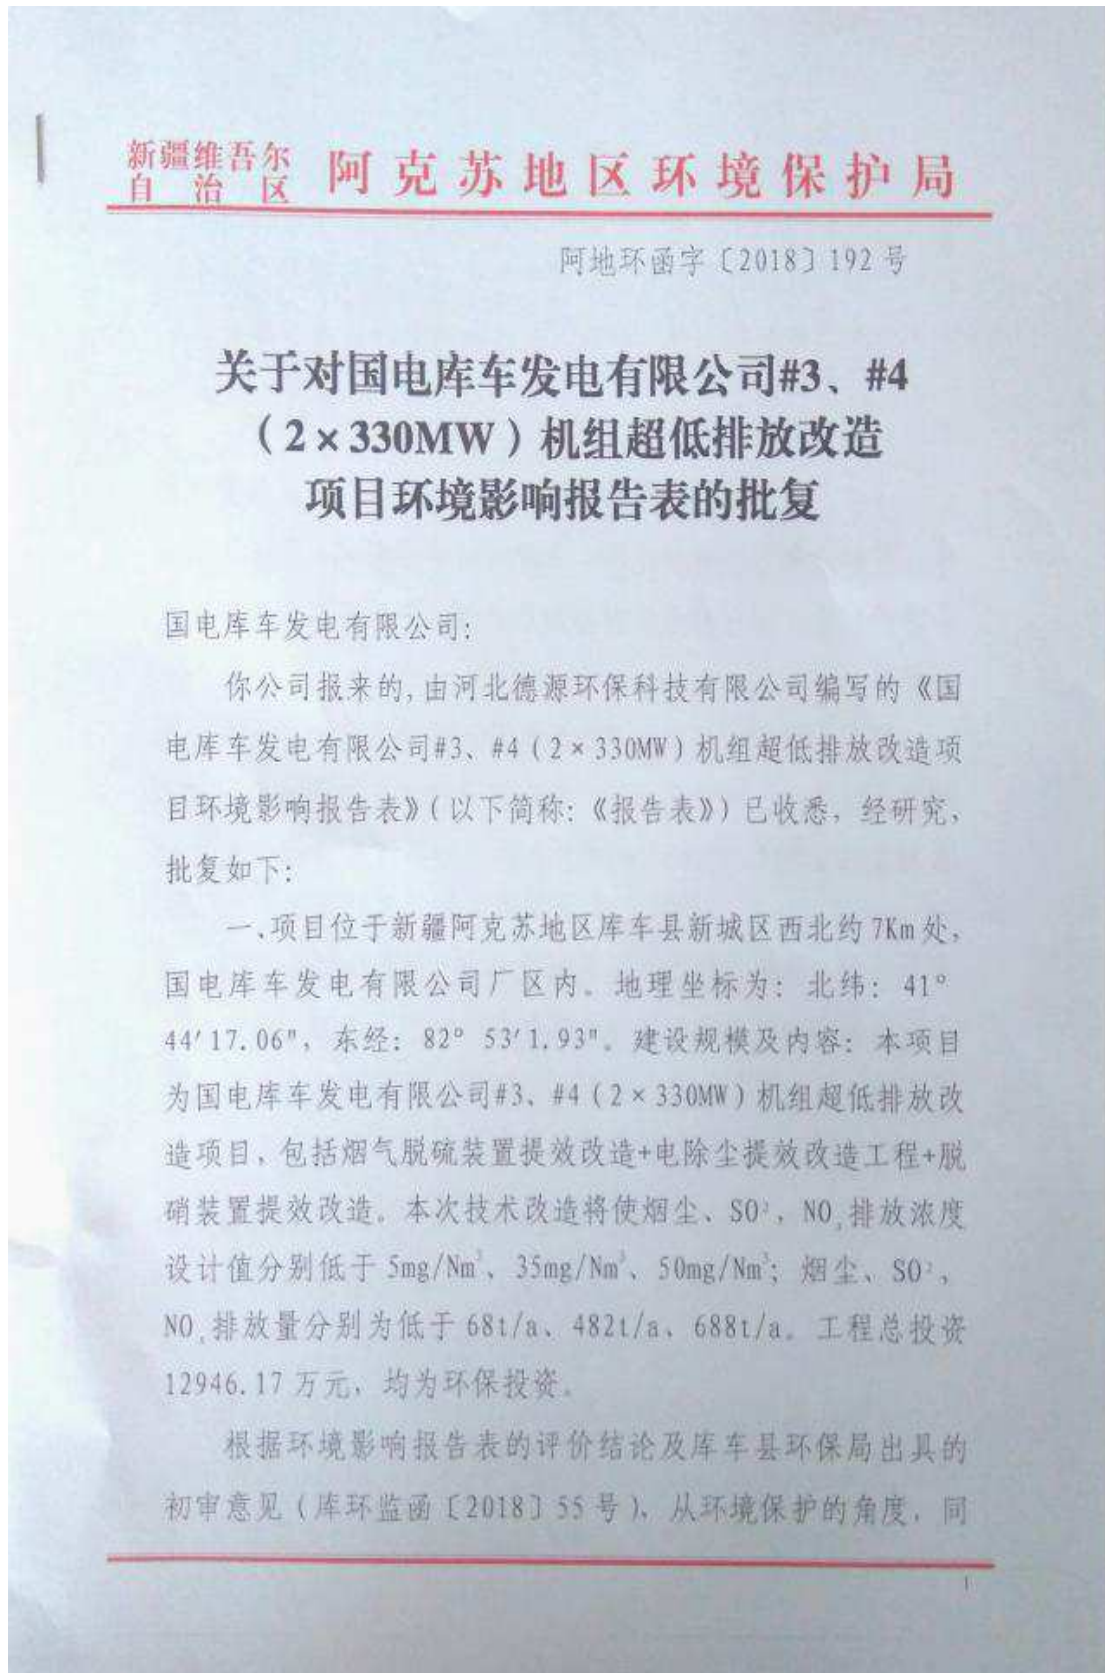 新疆维吾尔
自治区
阿克苏地区环境保护局
阿地环函字〔2018〕192号
关于对国电库车发电有限公司#3、#4
（2×330MW）机组超低排放改造
项目环境影响报告表的批复
国电库车发电有限公司:
你公司报来的,由河北德源环保科技有限公司编写的《国
电库车发电有限公司#3、#4（2×330MW）机组超低排放改造项
目环境影响报告表》（以下简称:《报告表》）已收悉，经研究，
批复如下:
一、项目位于新疆阿克苏地区库车县新城区西北约7Km处，
国电库车发电有限公司厂区内。地理坐标为：北纬：41°
44′17.06″，东经：82°53′1.93″。建设规模及内容：本项目
为国电库车发电有限公司#3、#4（2×330MW）机组超低排放改
造项目，包括烟气脱硫装置提效改造+电除尘提效改造工程+脱
硝装置提效改造。本次技术改造将使烟尘、SO²，NOₓ排放浓度
设计值分别低于5mg/Nm³、35mg/Nm³、50mg/Nm³；烟尘、SO²，
NOₓ排放量分别为低于68t/a、482t/a、688t/a。工程总投资
12946.17万元，均为环保投资。
根据环境影响报告表的评价结论及库车县环保局出具的
初审意见（库环监函〔2018〕55号）、从环境保护的角度，同
1